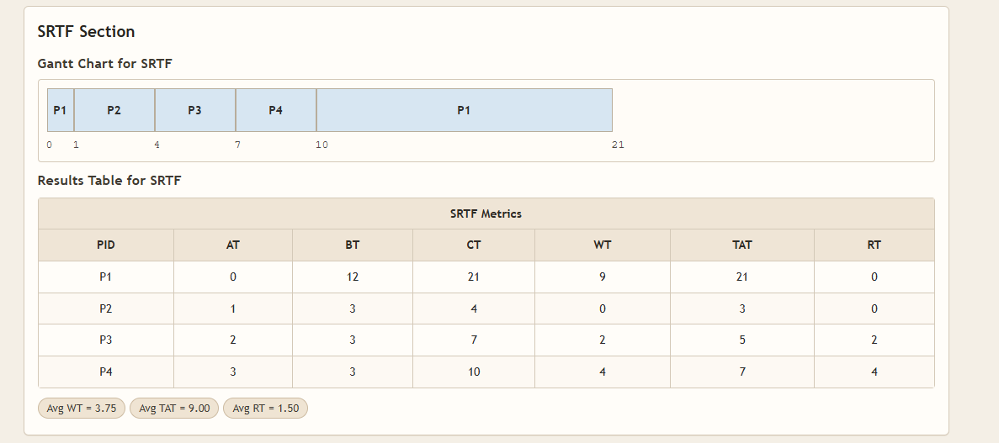 SRTF Section
Gantt Chart for SRTF
P1 P2 P3 P4 P1
0 1 4 7 10 21
Results Table for SRTF
SRTF Metrics
PID AT BT CT WT TAT RT
P1 0 12 21 9 21 0
P2 1 3 4 0 3 0
P3 2 3 7 2 5 2
P4 3 3 10 4 7 4
Avg WT = 3.75 Avg TAT = 9.00 Avg RT = 1.50